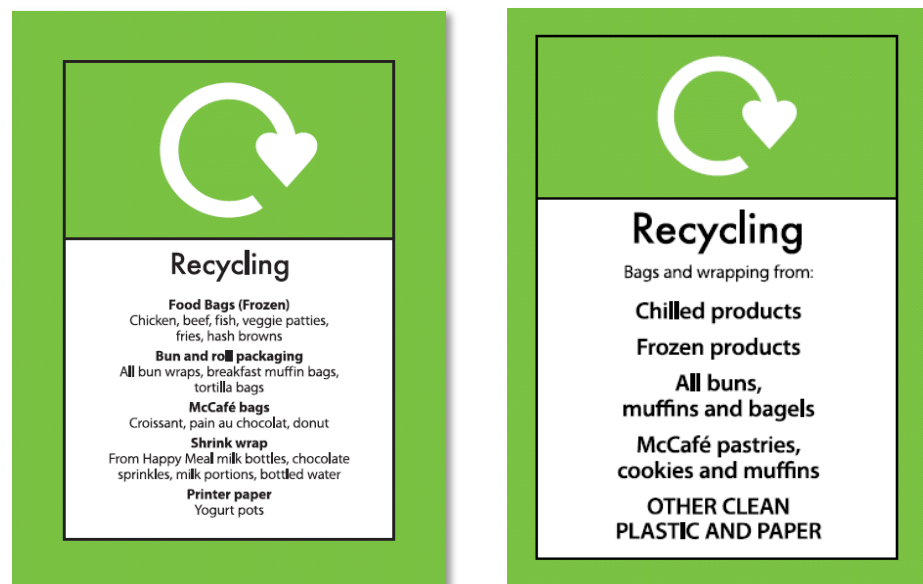 Recycling
Food Bags (Frozen)
Chicken, beef, fish, veggie patties,
fries, hash browns
Bun and roll packaging
All bun wraps, breakfast muffin bags,
tortilla bags
McCafé bags
Croissant, pain au chocolat, donut
Shrink wrap
From Happy Meal milk bottles, chocolate
sprinkles, milk portions, bottled water
Printer paper
Yogurt pots
Recycling
Bags and wrapping from:
Chilled products
Frozen products
All buns,
muffins and bagels
McCafé pastries,
cookies and muffins
OTHER CLEAN
PLASTIC AND PAPER